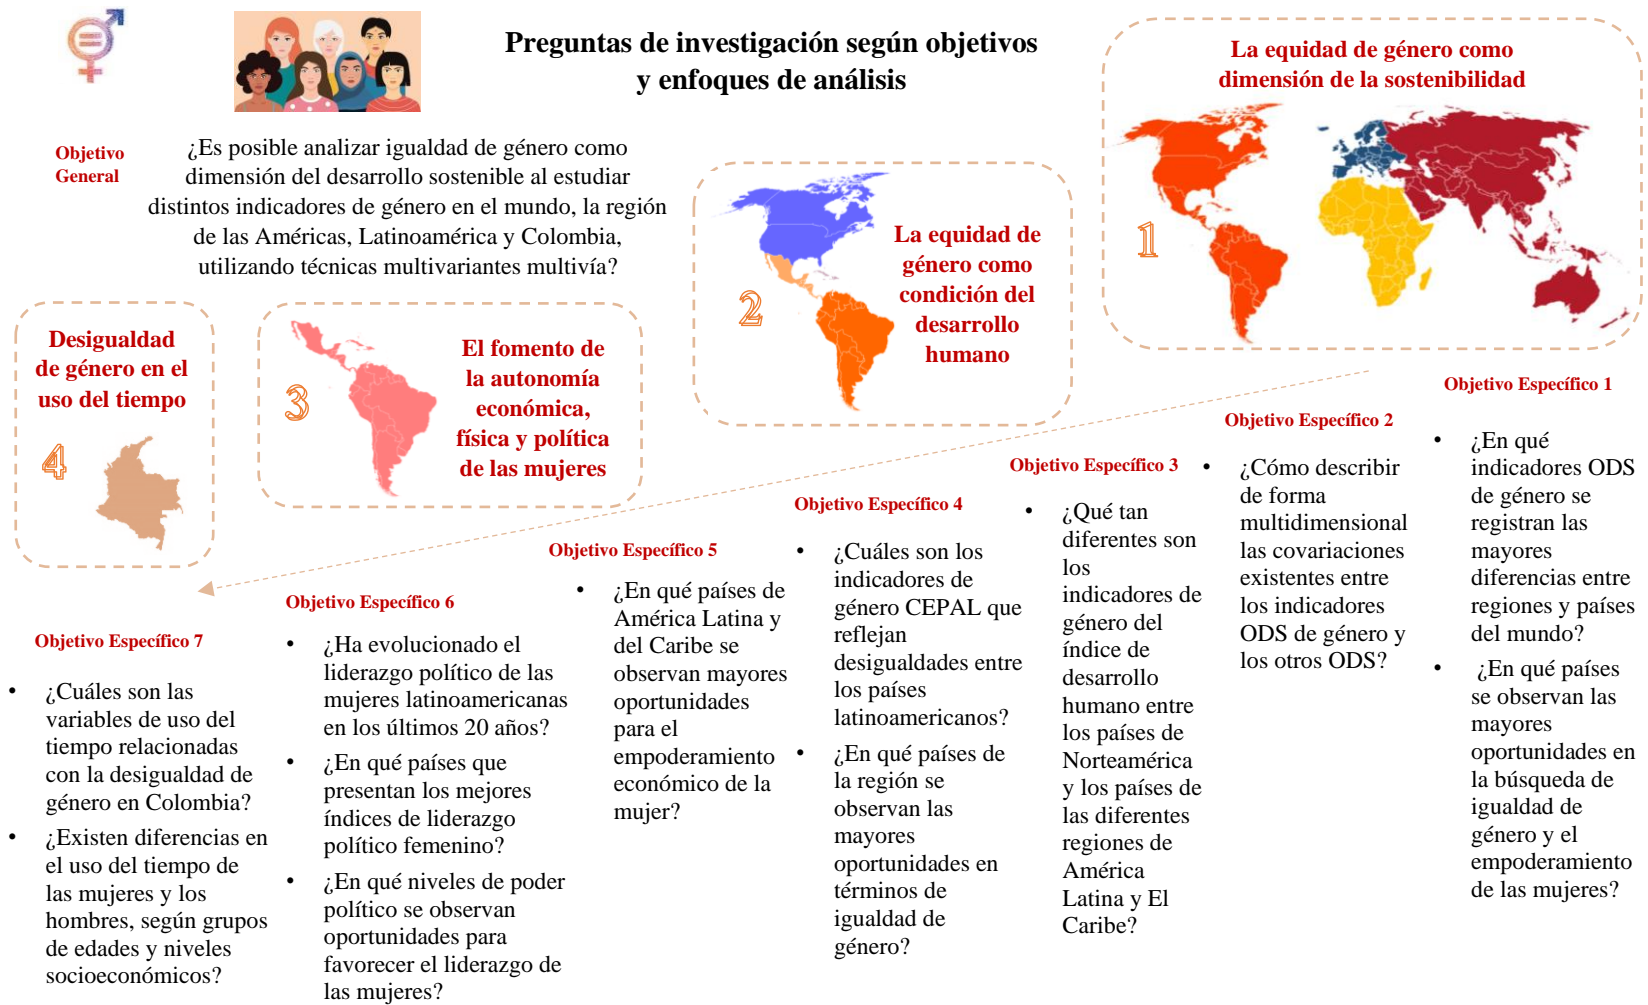 Preguntas de investigación según objetivos
y enfoques de análisis
Objetivo
General
¿Es posible analizar igualdad de género como
dimensión del desarrollo sostenible al estudiar
distintos indicadores de género en el mundo, la región
de las Américas, Latinoamérica y Colombia,
utilizando técnicas multivariantes multivía?
La equidad de género como
dimensión de la sostenibilidad
1
La equidad de
género como
condición del
desarrollo
humano
2
El fomento de
la autonomía
económica,
física y política
de las mujeres
3
Desigualdad
de género en el
uso del tiempo
4
Objetivo Específico 1
• ¿En qué
indicadores ODS
de género se
registran las
mayores
diferencias entre
regiones y países
del mundo?
• ¿En qué países
se observan las
mayores
oportunidades en
la búsqueda de
igualdad de
género y el
empoderamiento
de las mujeres?
Objetivo Específico 2
• ¿Cómo describir
de forma
multidimensional
las covariaciones
existentes entre
los indicadores
ODS de género y
los otros ODS?
Objetivo Específico 3
• ¿Qué tan
diferentes son
los
indicadores de
género del
índice de
desarrollo
humano entre
los países de
Norteamérica
y los países de
las diferentes
regiones de
América
Latina y El
Caribe?
Objetivo Específico 4
• ¿Cuáles son los
indicadores de
género CEPAL que
reflejan
desigualdades entre
los países
latinoamericanos?
• ¿En qué países de
la región se
observan las
mayores
oportunidades en
términos de
igualdad de
género?
Objetivo Específico 5
• ¿En qué países de
América Latina y
del Caribe se
observan mayores
oportunidades
para el
empoderamiento
económico de la
mujer?
Objetivo Específico 6
• ¿Ha evolucionado el
liderazgo político de las
mujeres latinoamericanas
en los últimos 20 años?
• ¿En qué países que
presentan los mejores
índices de liderazgo
político femenino?
• ¿En qué niveles de poder
político se observan
oportunidades para
favorecer el liderazgo de
las mujeres?
Objetivo Específico 7
• ¿Cuáles son las
variables de uso del
tiempo relacionadas
con la desigualdad de
género en Colombia?
• ¿Existen diferencias en
el uso del tiempo de
las mujeres y los
hombres, según grupos
de edades y niveles
socioeconómicos?